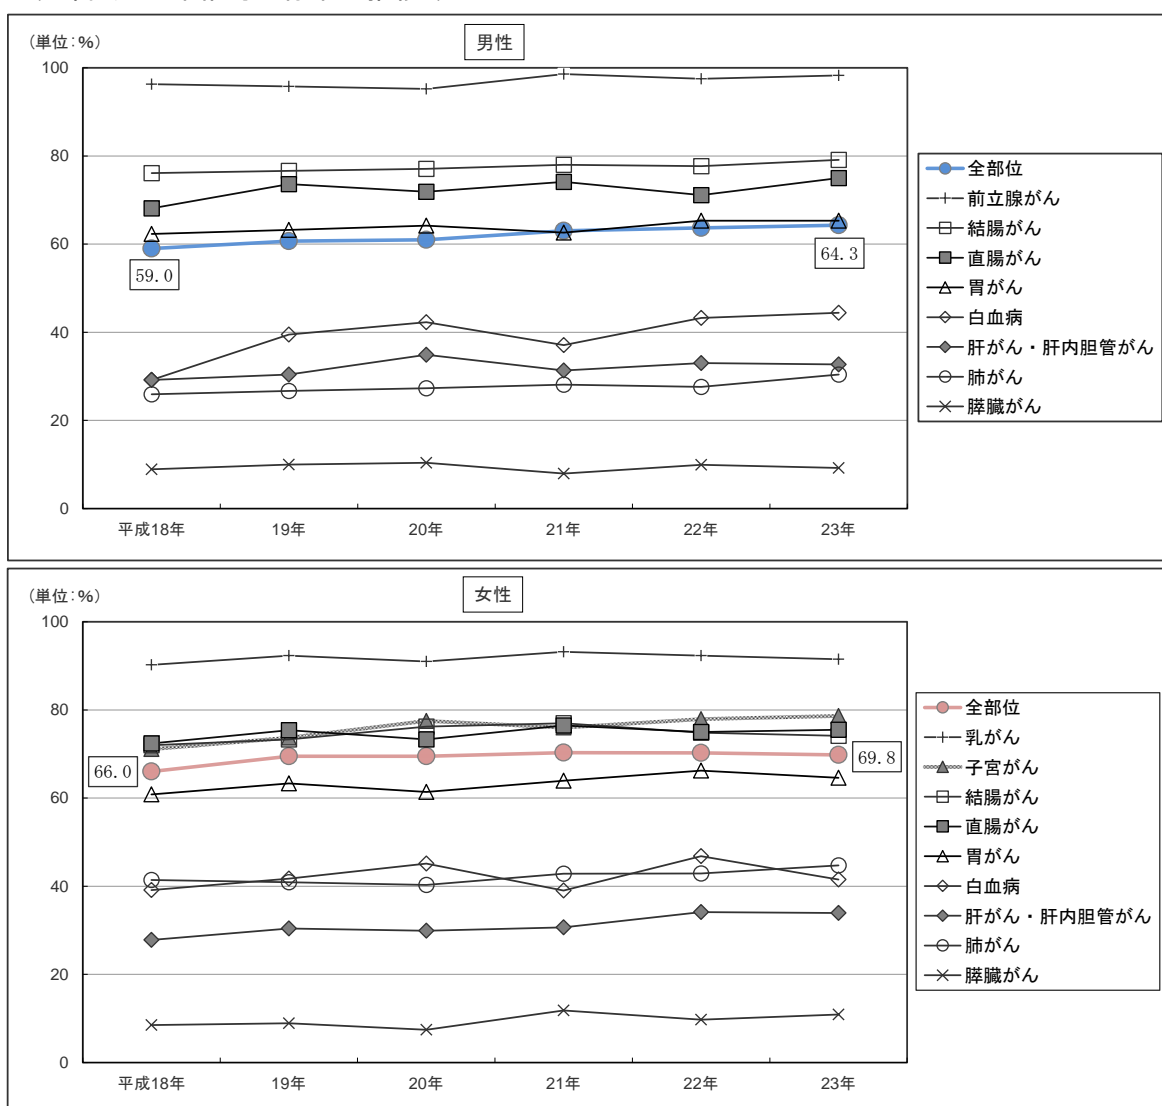 (単位：%)
男性
100
80
60
40
20
0
59.0
64.3
平成18年
19年
20年
21年
22年
23年
全部位
前立腺がん
結腸がん
直腸がん
胃がん
白血病
肝がん・肝内胆管がん
肺がん
膵臓がん
(単位：%)
女性
100
80
60
40
20
0
66.0
69.8
平成18年
19年
20年
21年
22年
23年
全部位
乳がん
子宮がん
結腸がん
直腸がん
胃がん
白血病
肝がん・肝内胆管がん
肺がん
膵臓がん